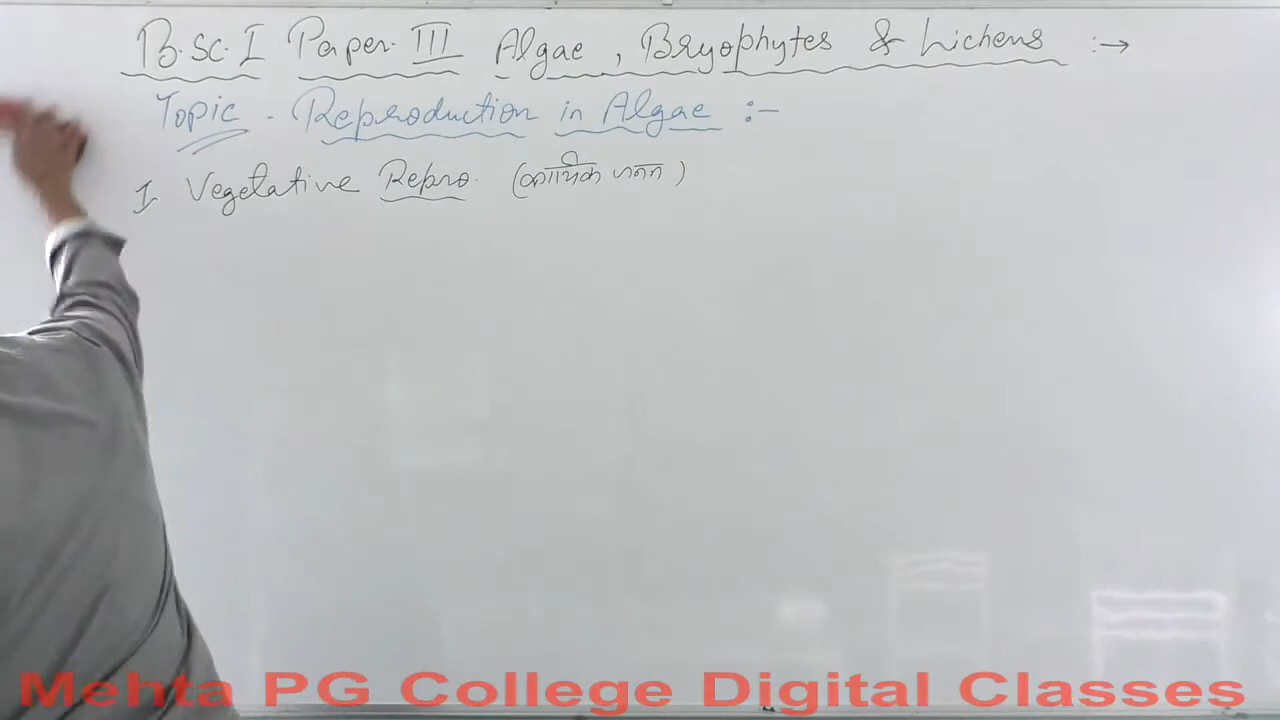 B.Sc. I Paper. III Algae, Bryophytes & Lichens :→
Topic - Reproduction in Algae :-
I. Vegetative Repro. (कायिक जनन)
Mehta PG College Digital Classes